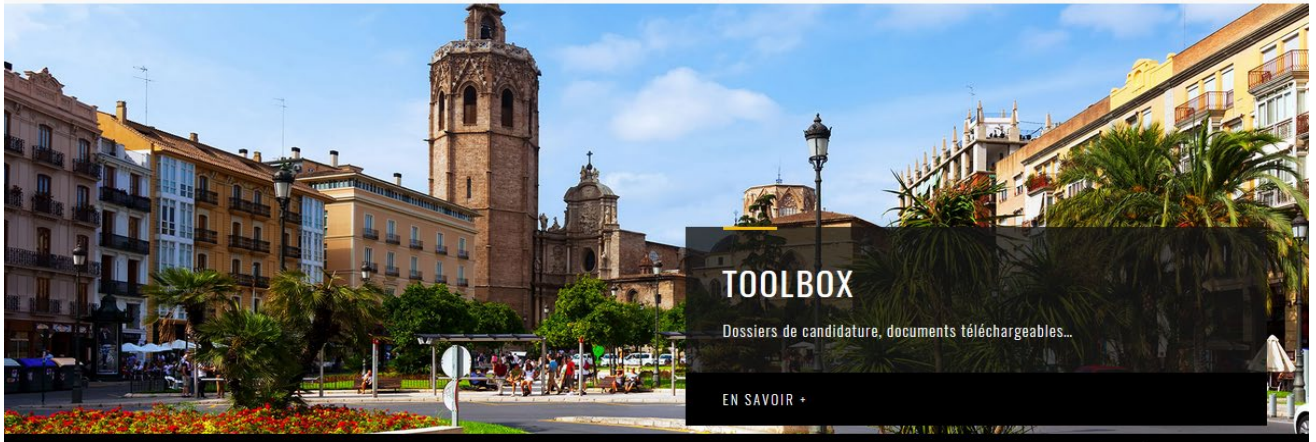 TOOLBOX
Dossiers de candidature, documents téléchargeables...
EN SAVOIR +